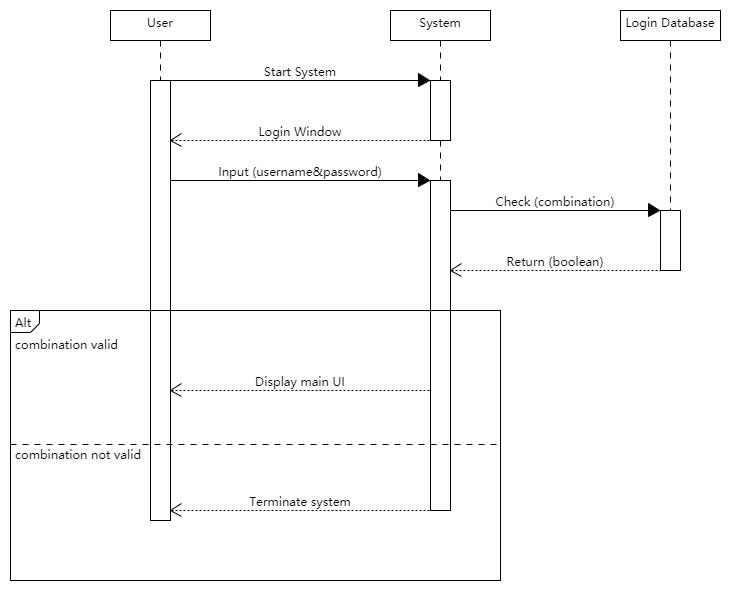 User
System
Login Database
Start System
Login Window
Input (username&password)
Check (combination)
Return (boolean)
Alt
combination valid
Display main UI
combination not valid
Terminate system